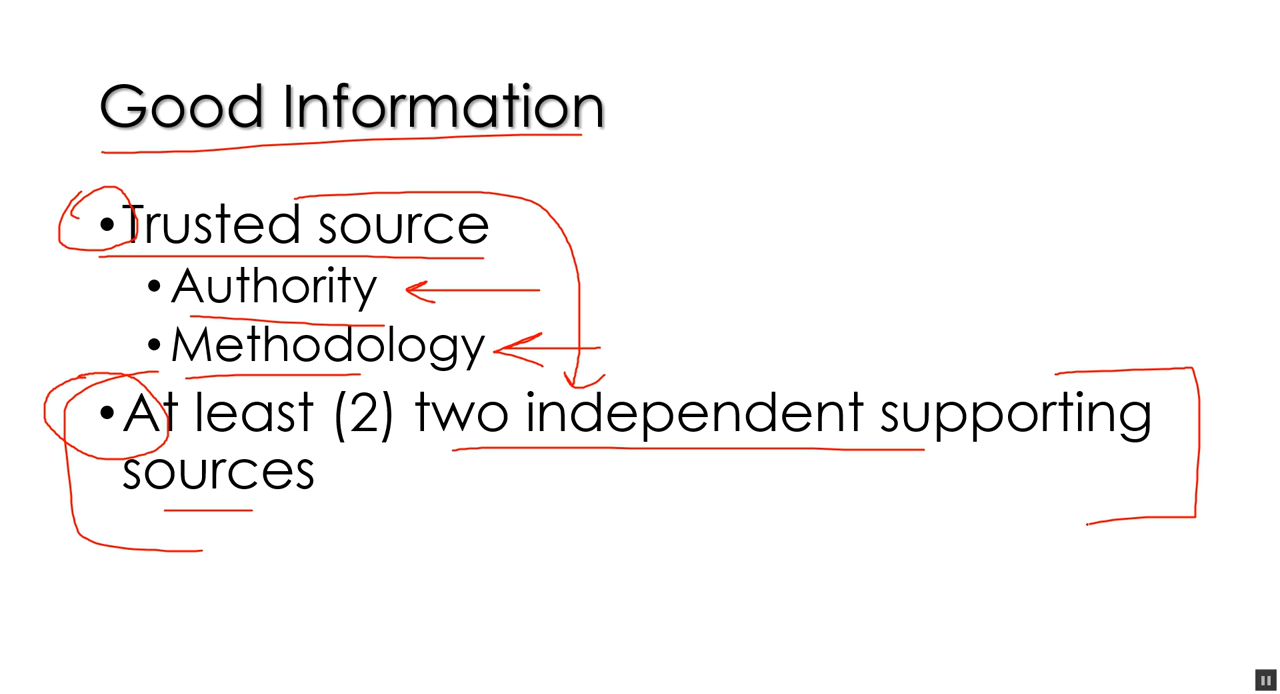 Good Information
•Trusted source
•Authority
•Methodology
•At least (2) two independent supporting
sources